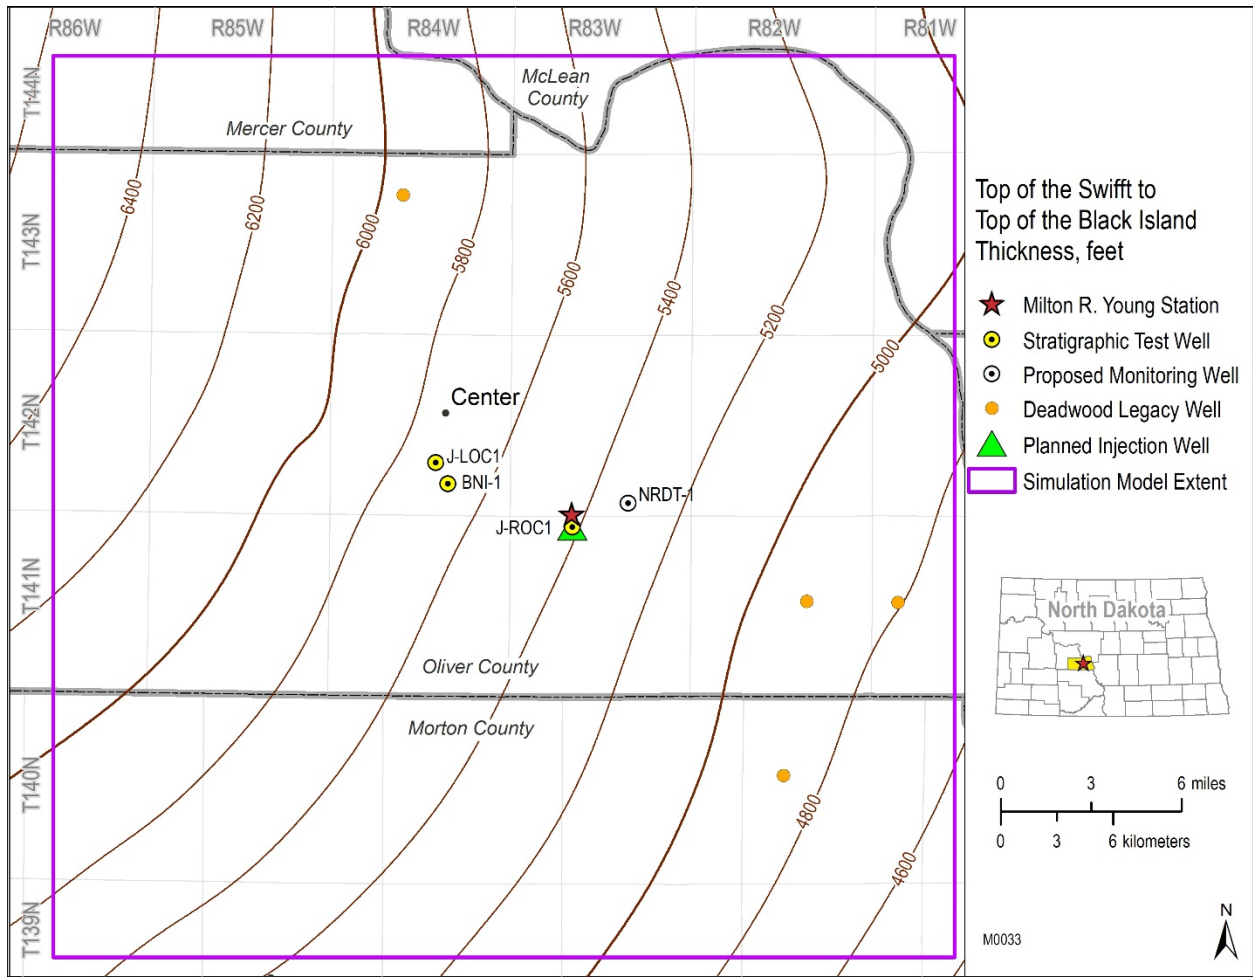 R86W
R85W
R84W
R83W
R82W
R81W
T144N
T143N
T142N
T141N
T140N
T139N
McLean
County
Mercer County
6400
6200
6000
5800
5600
5400
5200
5000
Center
J-LOC1
BNI-1
NRDT-1
J-ROC1
Oliver County
Morton County
4800
4600
Top of the Swifft to
Top of the Black Island
Thickness, feet
Milton R. Young Station
Stratigraphic Test Well
Proposed Monitoring Well
Deadwood Legacy Well
Planned Injection Well
Simulation Model Extent
North Dakota
0 3 6 miles
0 3 6 kilometers
N
M0033